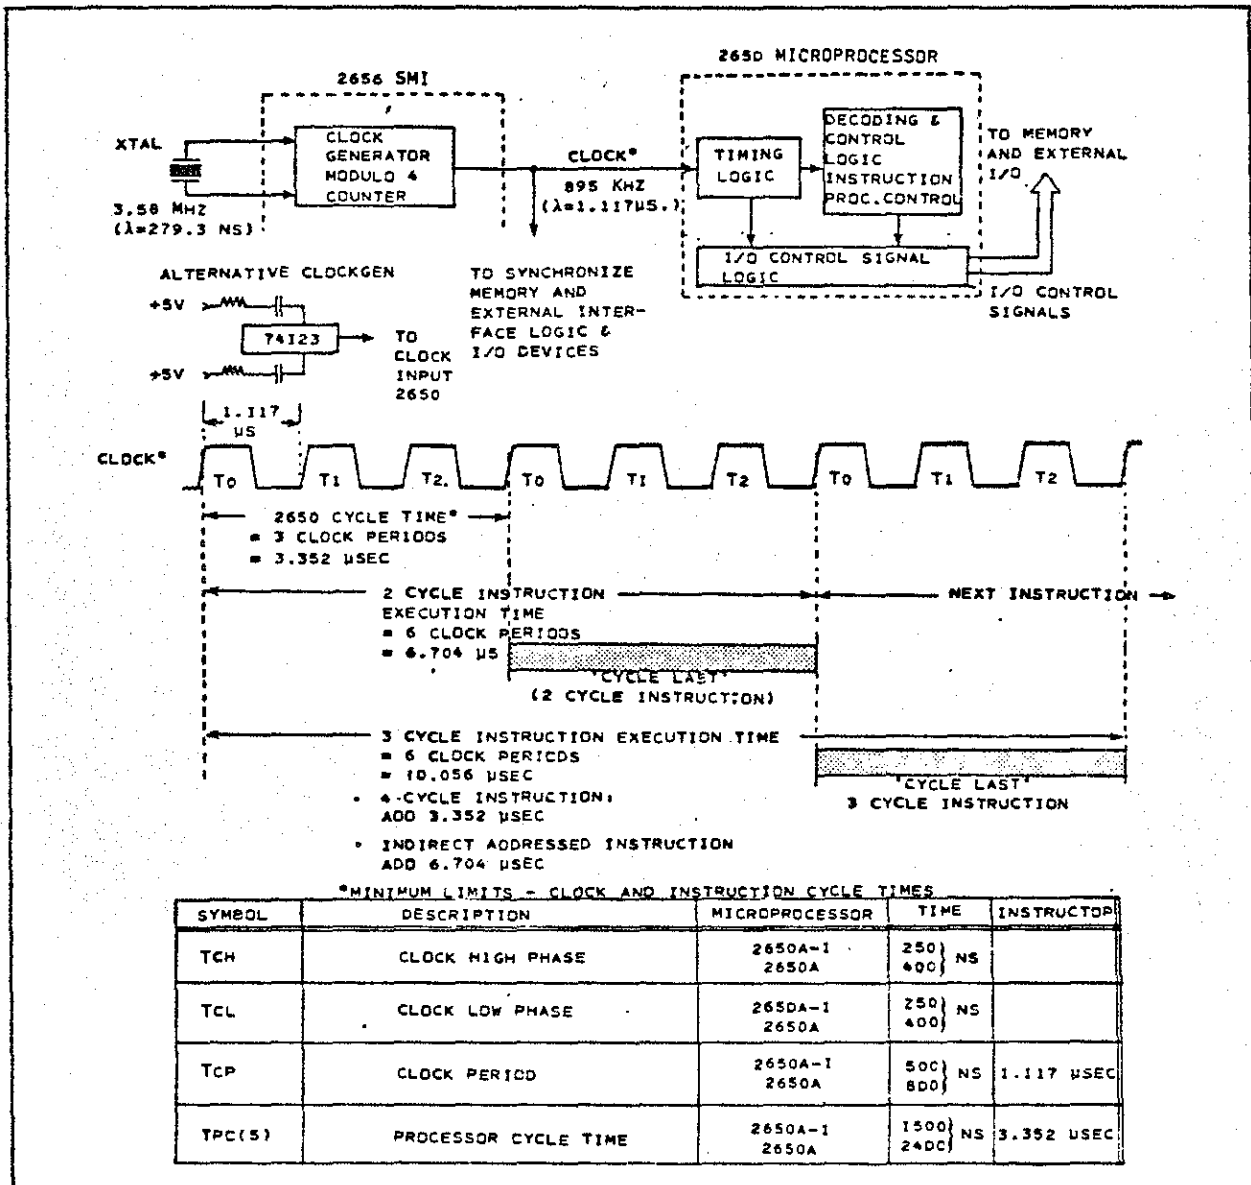 2650 MICROPROCESSOR
2656 SMI
XTAL
3.58 MHZ
(λ=279.3 NS)
CLOCK
GENERATOR
MODULO 4
COUNTER
CLOCK*
895 KHZ
(λ=1.117µS.)
TIMING
LOGIC
DECODING &
CONTROL
LOGIC
INSTRUCTION
PROC.CONTROL
TO MEMORY
AND EXTERNAL
I/O
I/O CONTROL SIGNAL
LOGIC
I/O CONTROL
SIGNALS
ALTERNATIVE CLOCKGEN
+5V
74123
+5V
TO
CLOCK
INPUT
2650
TO SYNCHRONIZE
MEMORY AND
EXTERNAL INTER-
FACE LOGIC &
I/O DEVICES
1.117
µS
CLOCK*
T0 T1 T2 T0 T1 T2 T0 T1 T2
2650 CYCLE TIME*
= 3 CLOCK PERIODS
= 3.352 µSEC
2 CYCLE INSTRUCTION
EXECUTION TIME
= 6 CLOCK PERIODS
= 6.704 µS
NEXT INSTRUCTION
"CYCLE LAST"
(2 CYCLE INSTRUCTION)
3 CYCLE INSTRUCTION EXECUTION TIME
= 6 CLOCK PERIODS
= 10.056 µSEC
• 4-CYCLE INSTRUCTION:
ADD 3.352 µSEC
• INDIRECT ADDRESSED INSTRUCTION
ADD 6.704 µSEC
"CYCLE LAST"
3 CYCLE INSTRUCTION
*MINIMUM LIMITS - CLOCK AND INSTRUCTION CYCLE TIMES
SYMBOL DESCRIPTION MICROPROCESSOR TIME INSTRUCTOR
TCH CLOCK HIGH PHASE 2650A-1 250} NS
2650A 400}
TCL CLOCK LOW PHASE 2650A-1 250} NS
2650A 400}
TCP CLOCK PERIOD 2650A-1 500} NS 1.117 µSEC
2650A 800}
TPC(5) PROCESSOR CYCLE TIME 2650A-1 1500} NS 3.352 USEC
2650A 2400}